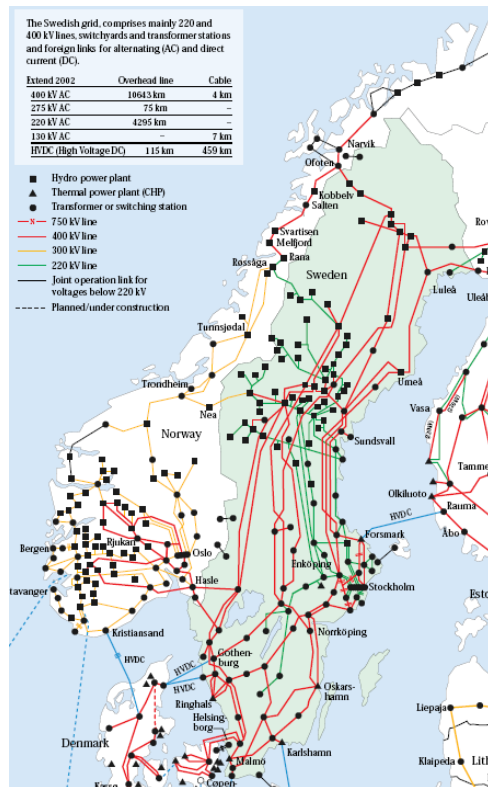 The Swedish grid, comprises mainly 220 and
400 kV lines, switchyards and transformer stations
and foreign links for alternating (AC) and direct
current (DC).
Extend 2002 Overhead line Cable
400 kV AC 10643 km 4 km
275 kV AC 75 km –
220 kV AC 4295 km –
130 kV AC – 7 km
HVDC (High Voltage DC) 115 km 459 km
Hydro power plant
Thermal power plant (CHP)
Transformer or switching station
750 kV line
400 kV line
300 kV line
220 kV line
Joint operation link for
voltages below 220 kV
Planned/under construction
Narvik
Ofoten
Kobbelv
Salten
Svartisen
Melfjord
Rana
Røssåga
Sweden
Luleå
Tunnsjødal
Trondheim
Umeå
Nea
Vasa
Norway
Sundsvall
Olkiluoto
Rauma
Åbo
HVDC
Forsmark
Rjukan
Bergen
Oslo
Enköping
Stockholm
Hasle
tavanger
Kristiansand
Norrköping
HVDC
Gothen-
burg
HVDC
HVDC
Ringhals
Oskars-
hamn
Helsing-
borg
Liepaja
Denmark
Karlshamn
Malmö
Klaipeda